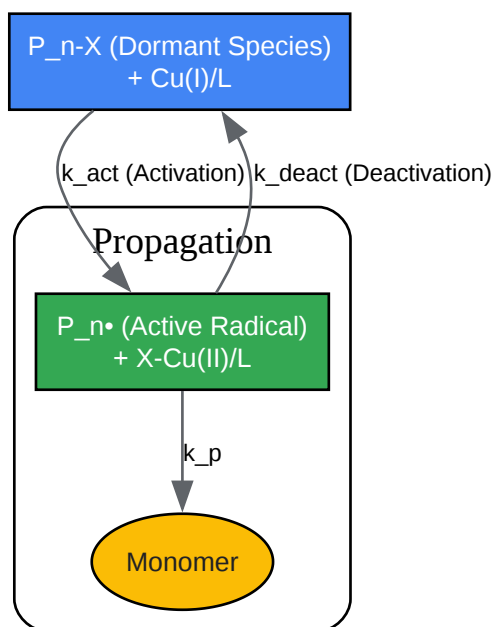 P_n-X (Dormant Species)
+ Cu(I)/L
k_act (Activation)
k_deact (Deactivation)
Propagation
P_n• (Active Radical)
+ X-Cu(II)/L
k_p
Monomer